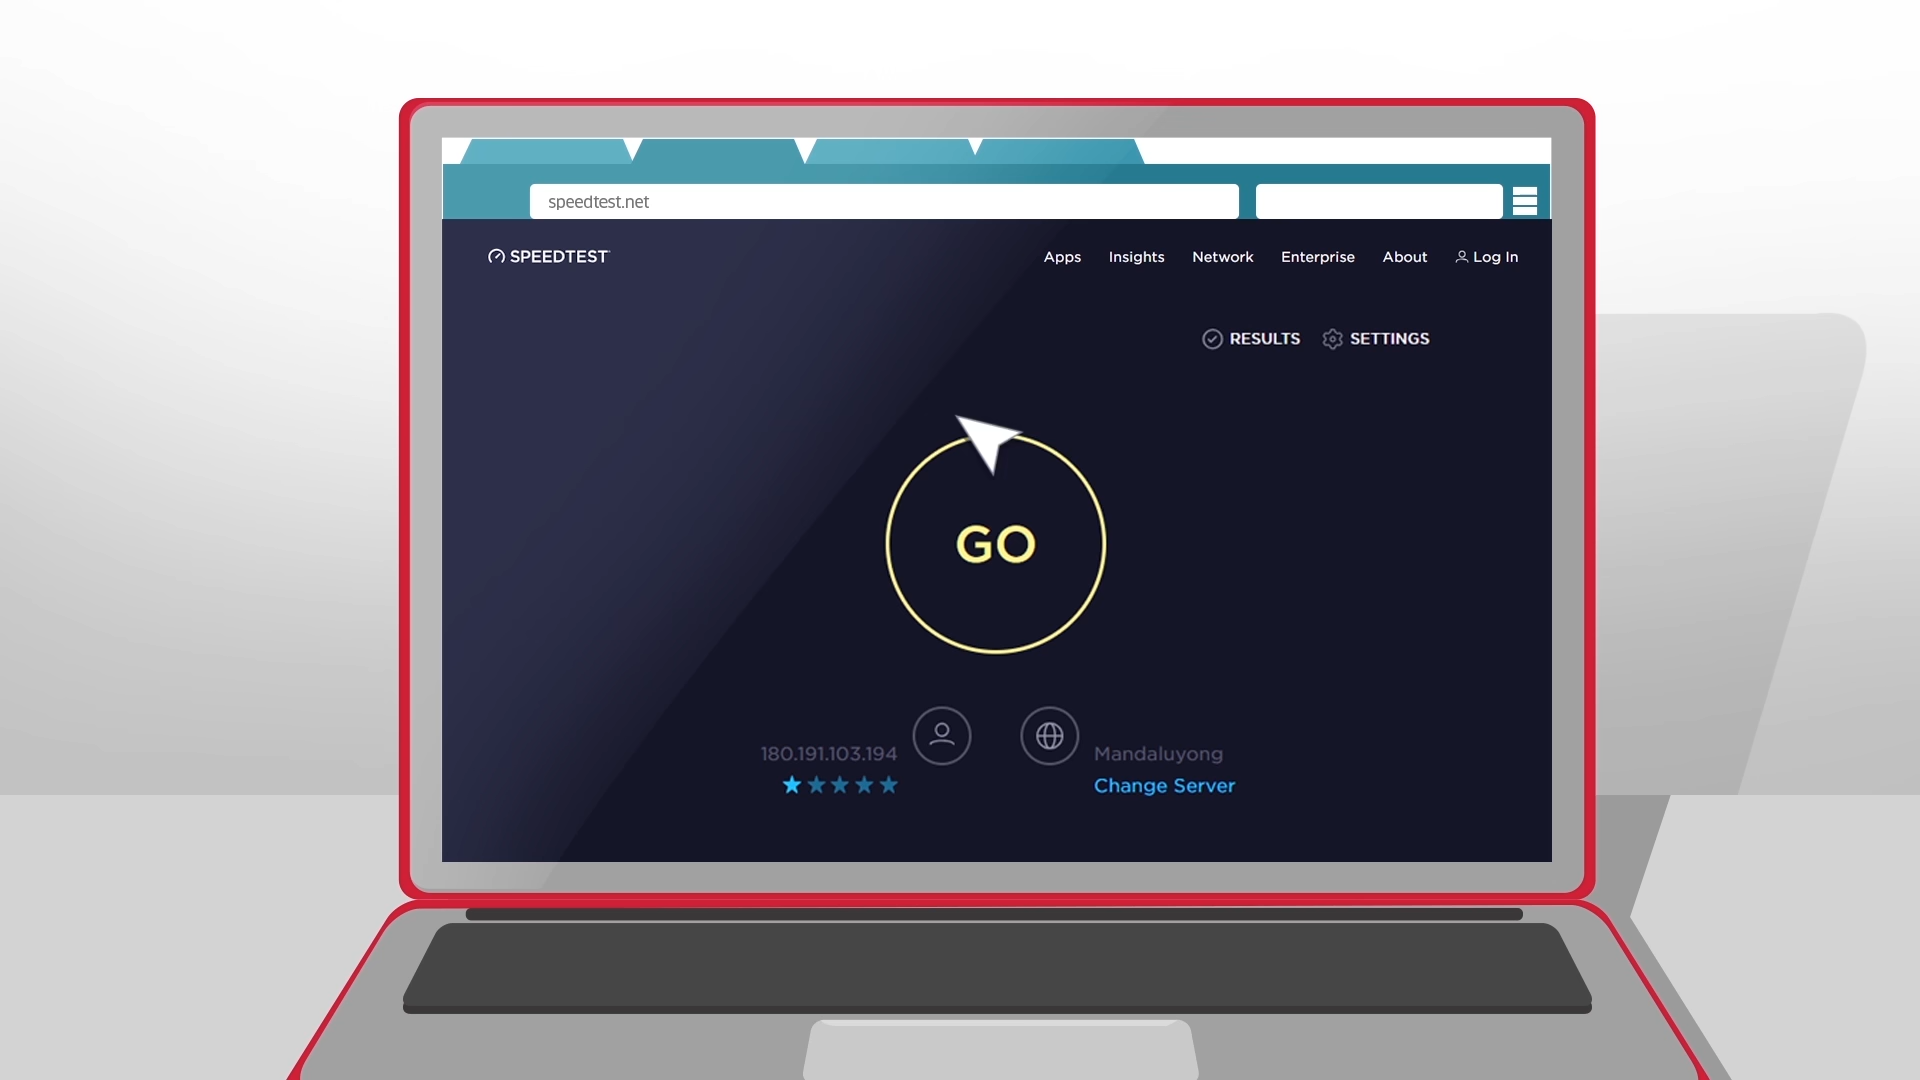 speedtest.net
SPEEDTEST
Apps Insights Network Enterprise About Log In
RESULTS SETTINGS
GO
180.191.103.194
Mandaluyong
Change Server